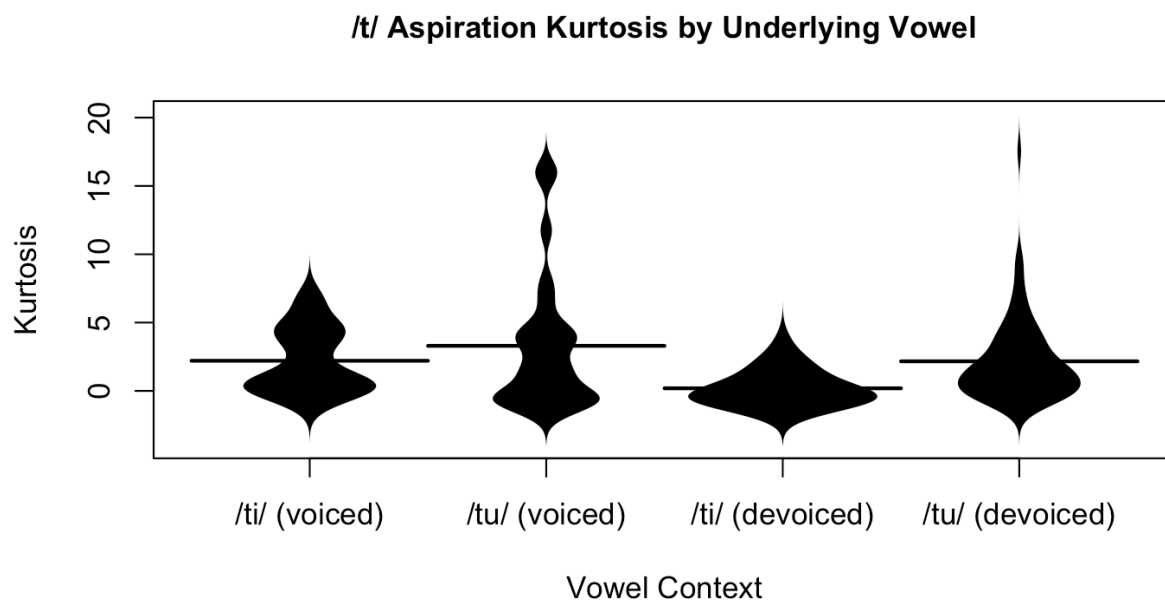 /t/ Aspiration Kurtosis by Underlying Vowel
Kurtosis
20
15
10
5
0
/ti/ (voiced)
/tu/ (voiced)
/ti/ (devoiced)
/tu/ (devoiced)
Vowel Context